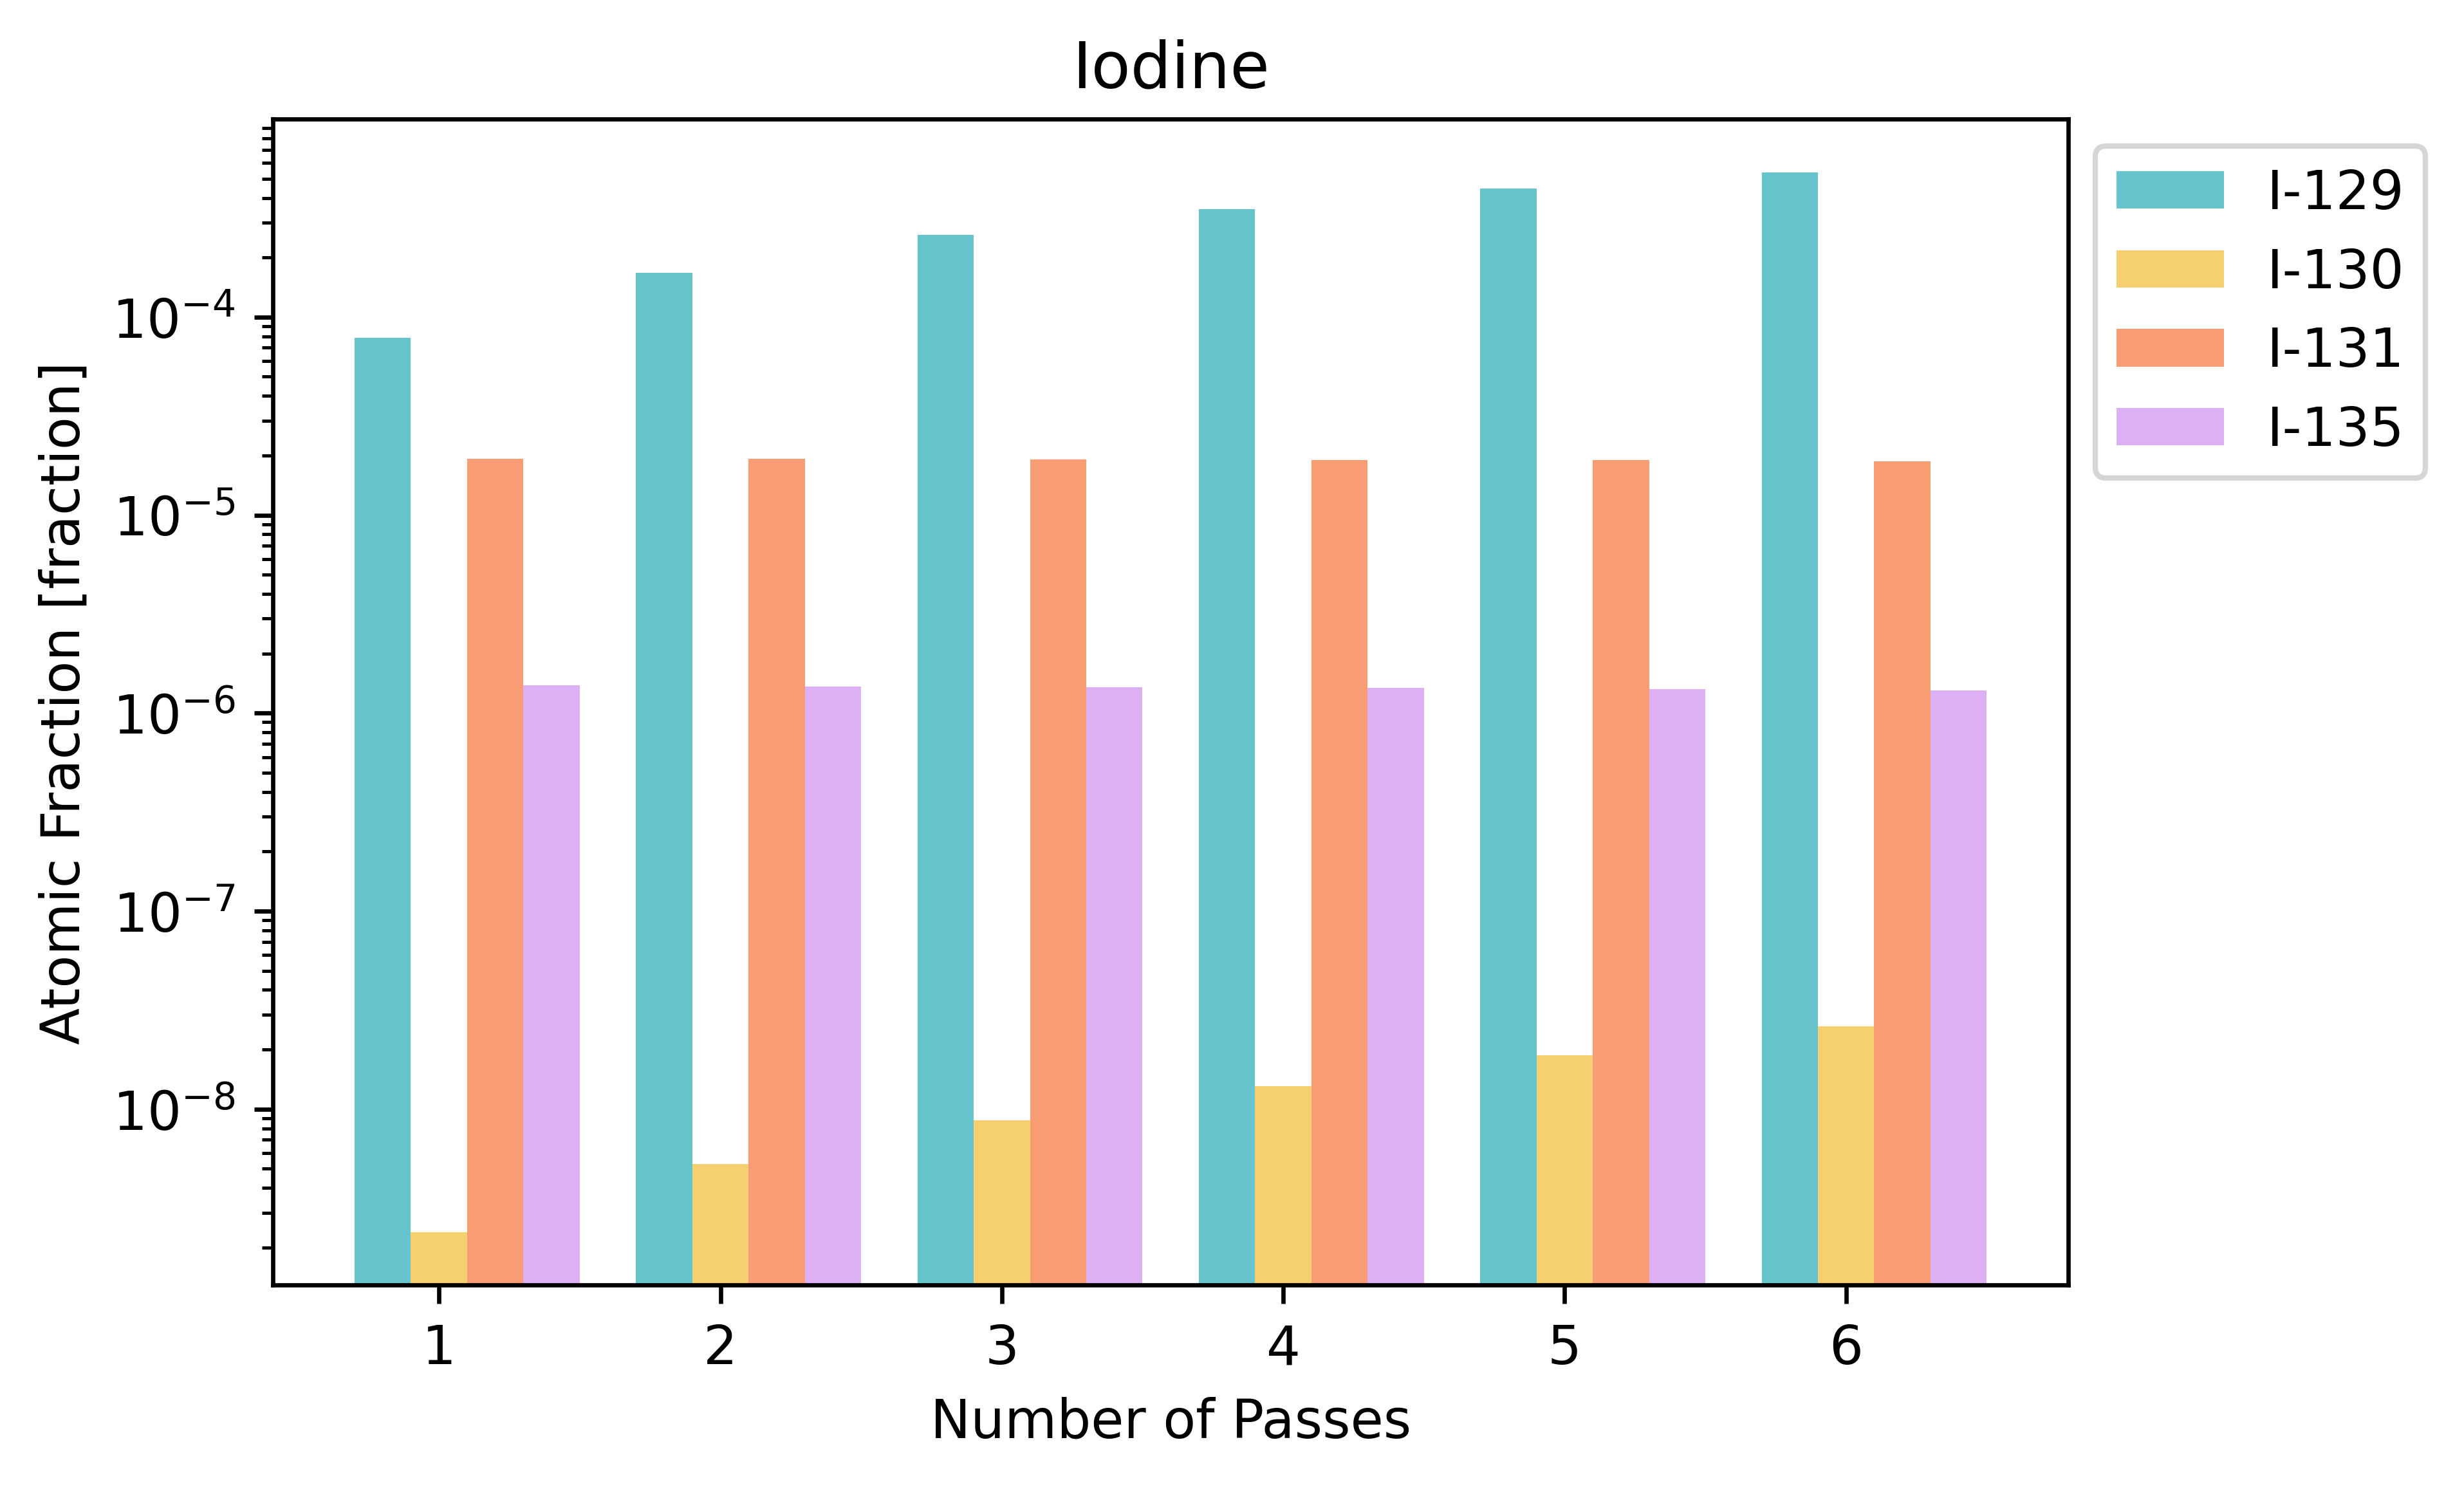 Iodine
Atomic Fraction [fraction]
10⁻⁴
10⁻⁵
10⁻⁶
10⁻⁷
10⁻⁸
1 2 3 4 5 6
Number of Passes
I-129
I-130
I-131
I-135